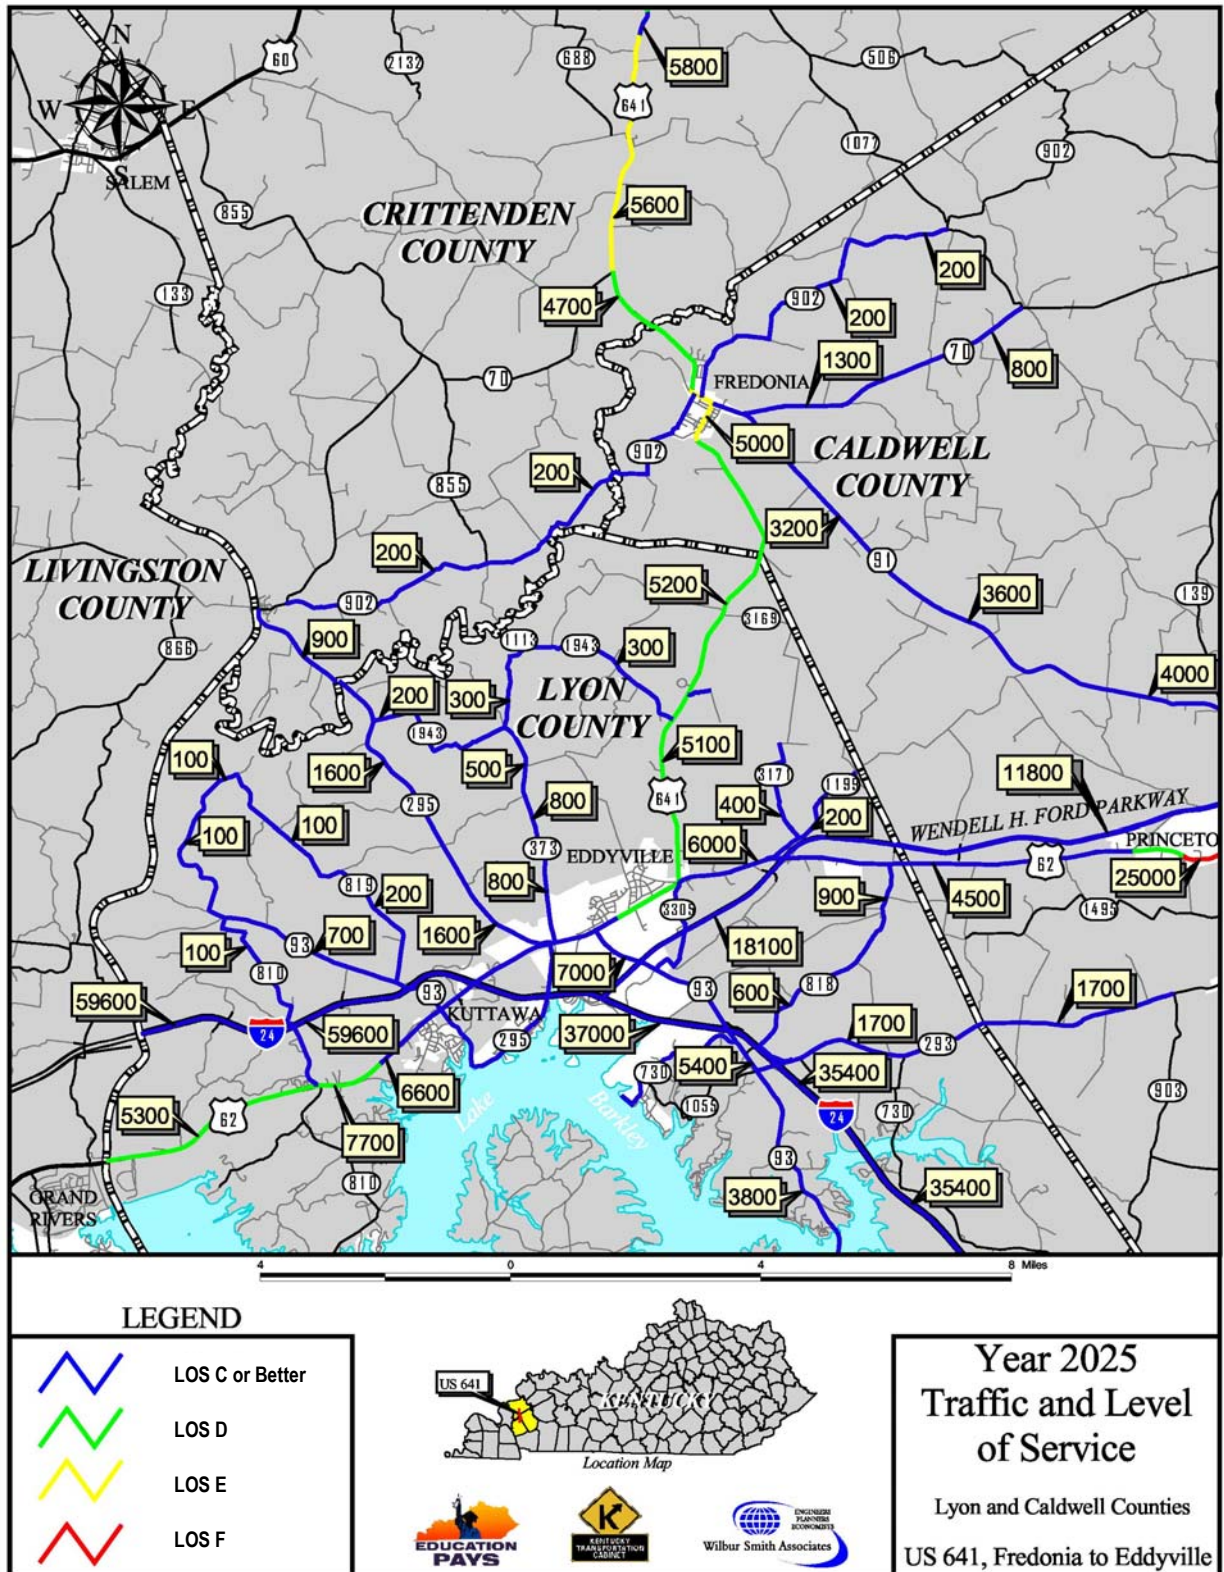 N
W
E
S
SALEM
60
2132
688
5800
506
641
1077
902
855
CRITTENDEN
COUNTY
5600
133
4700
902
200
200
70
1300
70
800
FREDONIA
902
5000
CALDWELL
COUNTY
200
855
3200
91
LIVINGSTON
COUNTY
200
902
5200
3169
3600
139
866
900
1113
1943
300
200
300
LYON
COUNTY
4000
1943
100
1600
500
5100
3171
1199
11800
295
800
641
400
200
WENDELL H. FORD PARKWAY
100
100
373
EDDYVILLE
6000
PRINCETO
62
819
200
800
900
4500
25000
1495
3305
93
700
1600
18100
100
810
7000
93
600
818
1700
59600
93
KUTTAWA
24
59600
295
37000
1700
293
5400
730
35400
6600
Lake
Barkley
1055
24
730
903
5300
62
7700
93
810
3800
35400
GRAND
RIVERS
4
0
4
8 Miles
LEGEND
LOS C or Better
LOS D
LOS E
LOS F
US 641
KENTUCKY
Location Map
EDUCATION
PAYS
K
KENTUCKY
TRANSPORTATION
CABINET
ENGINEERS
PLANNERS
ECONOMISTS
Wilbur Smith Associates
Year 2025
Traffic and Level
of Service
Lyon and Caldwell Counties
US 641, Fredonia to Eddyville